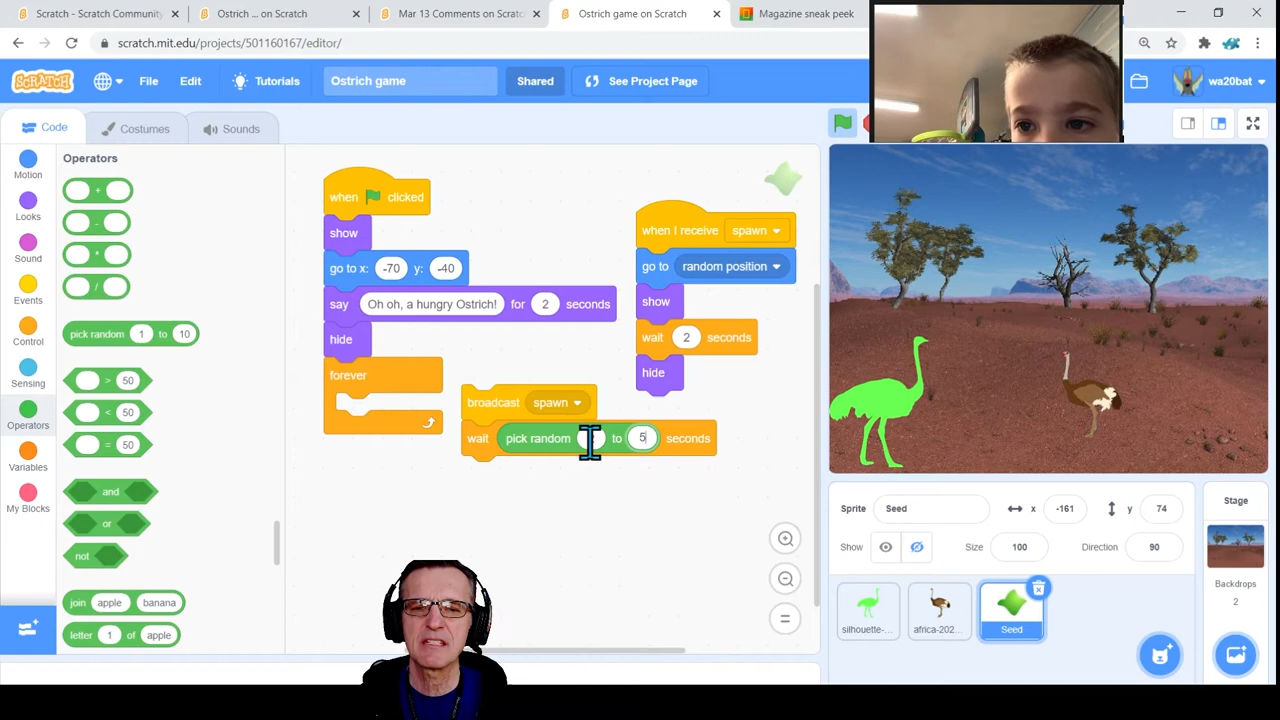 Scratch - Scratch Community
Ostrich ... on Scratch
Mar 13 Comments on Scratc
Ostrich game on Scratch
Magazine sneak peek
scratch.mit.edu/projects/501160167/editor/
SCRATCH
File
Edit
Tutorials
Ostrich game
Shared
See Project Page
wa20bat
Code
Costumes
Sounds
Motion
Looks
Sound
Events
Control
Sensing
Operators
Variables
My Blocks
Operators
+
-
*
/
pick random 1 to 10
> 50
< 50
= 50
and
or
not
join apple banana
letter 1 of apple
when clicked
show
go to x: -70 y: -40
say Oh oh, a hungry Ostrich! for 2 seconds
hide
forever
broadcast spawn
wait pick random to 5 seconds
when I receive spawn
go to random position
show
wait 2 seconds
hide
Sprite Seed x -161 y 74
Show Size 100 Direction 90
silhouette-...
africa-202...
Seed
Stage
Backdrops
2